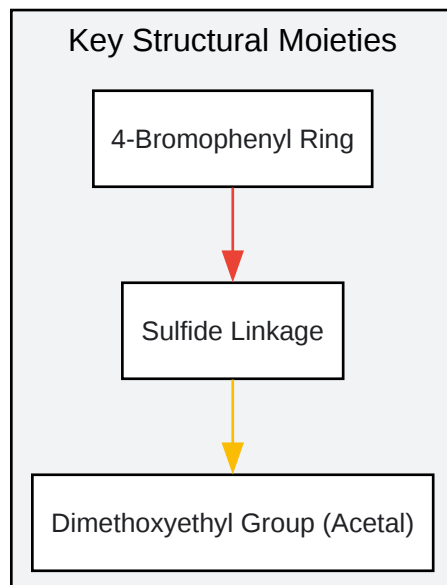 Key Structural Moieties
4-Bromophenyl Ring
Sulfide Linkage
Dimethoxyethyl Group (Acetal)